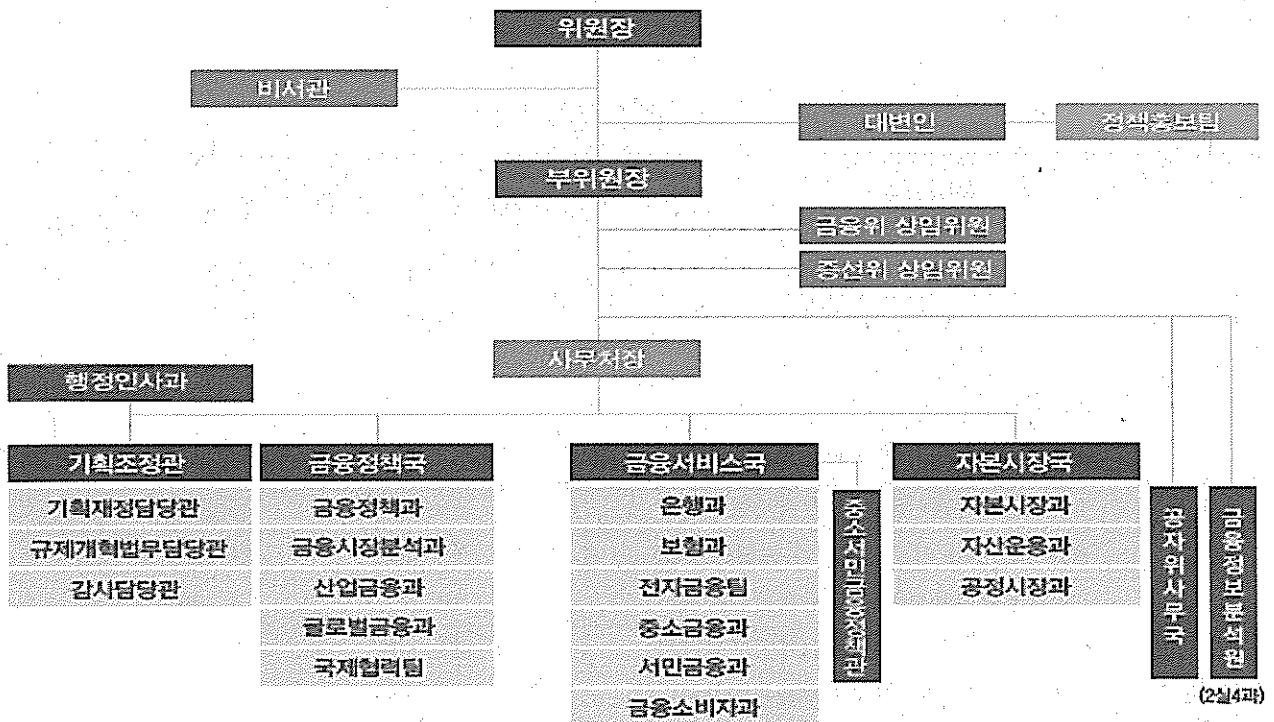 위원장
비서관
대변인
정책홍보팀
부위원장
금융위 상임위원
증선위 상임위원
사무처장
행정인사과
기획조정관
기획재정담당관
규제개혁법무담당관
감사담당관
금융정책국
금융정책과
금융시장분석과
산업금융과
글로벌금융과
국제협력팀
금융서비스국
은행과
보험과
전자금융팀
중소금융과
서민금융과
금융소비자과
중소서민금융정책관
자본시장국
자본시장과
자산운용과
공정시장과
공자위사무국
금융정보분석원
(2실4과)